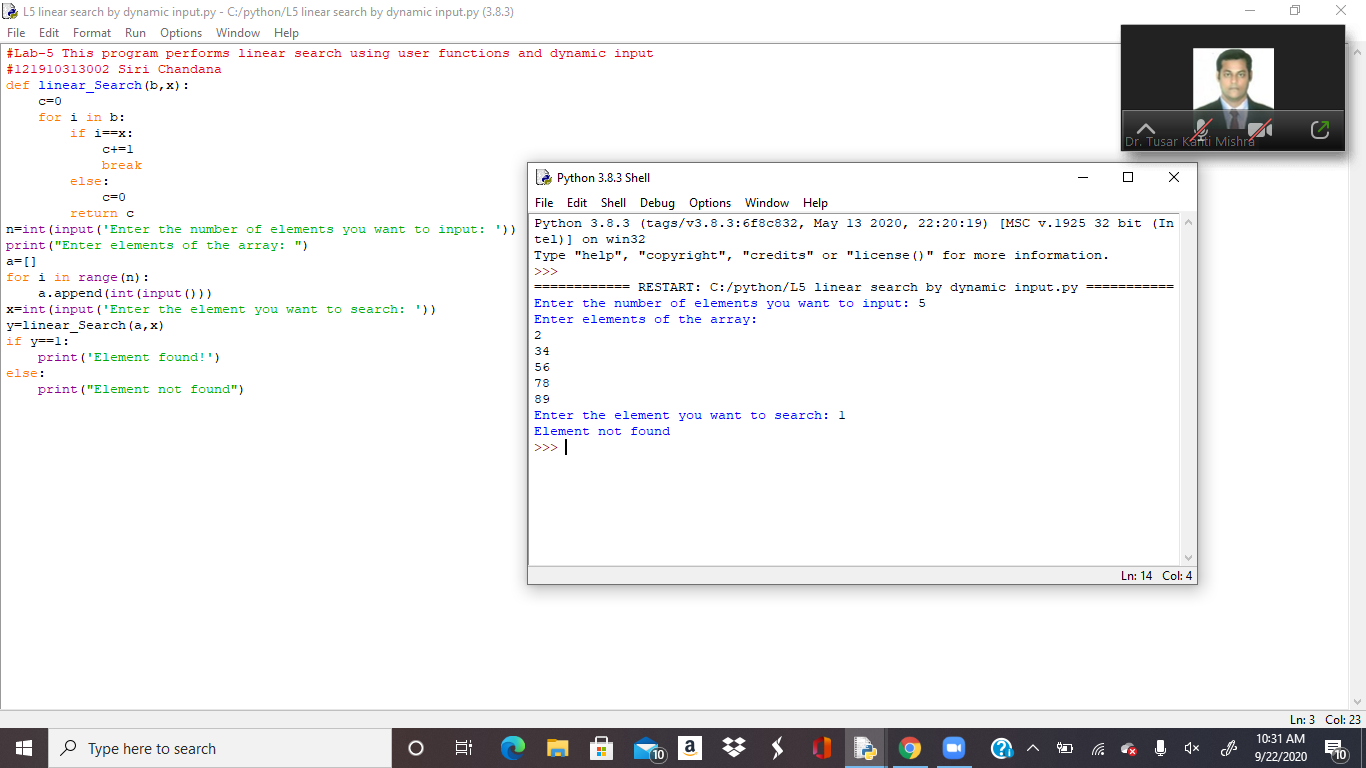 L5 linear search by dynamic input.py - C:/python/L5 linear search by dynamic input.py (3.8.3)
File Edit Format Run Options Window Help
#Lab-5 This program performs linear search using user functions and dynamic input
#121910313002 Siri Chandana
def linear_Search(b,x):
    c=0
    for i in b:
        if i==x:
            c+=1
            break
        else:
            c=0
        return c
n=int(input('Enter the number of elements you want to input: '))
print("Enter elements of the array: ")
a=[]
for i in range(n):
    a.append(int(input()))
x=int(input('Enter the element you want to search: '))
y=linear_Search(a,x)
if y==1:
    print('Element found!')
else:
    print("Element not found")
Dr. Tusar Kanti Mishra
Python 3.8.3 Shell
File Edit Shell Debug Options Window Help
Python 3.8.3 (tags/v3.8.3:6f8c832, May 13 2020, 22:20:19) [MSC v.1925 32 bit (In
tel)] on win32
Type "help", "copyright", "credits" or "license()" for more information.
>>>
============ RESTART: C:/python/L5 linear search by dynamic input.py ===========
Enter the number of elements you want to input: 5
Enter elements of the array:
2
34
56
78
89
Enter the element you want to search: 1
Element not found
>>>
Ln: 14 Col: 4
Ln: 3 Col: 23
Type here to search
10
a
10:31 AM
9/22/2020
10